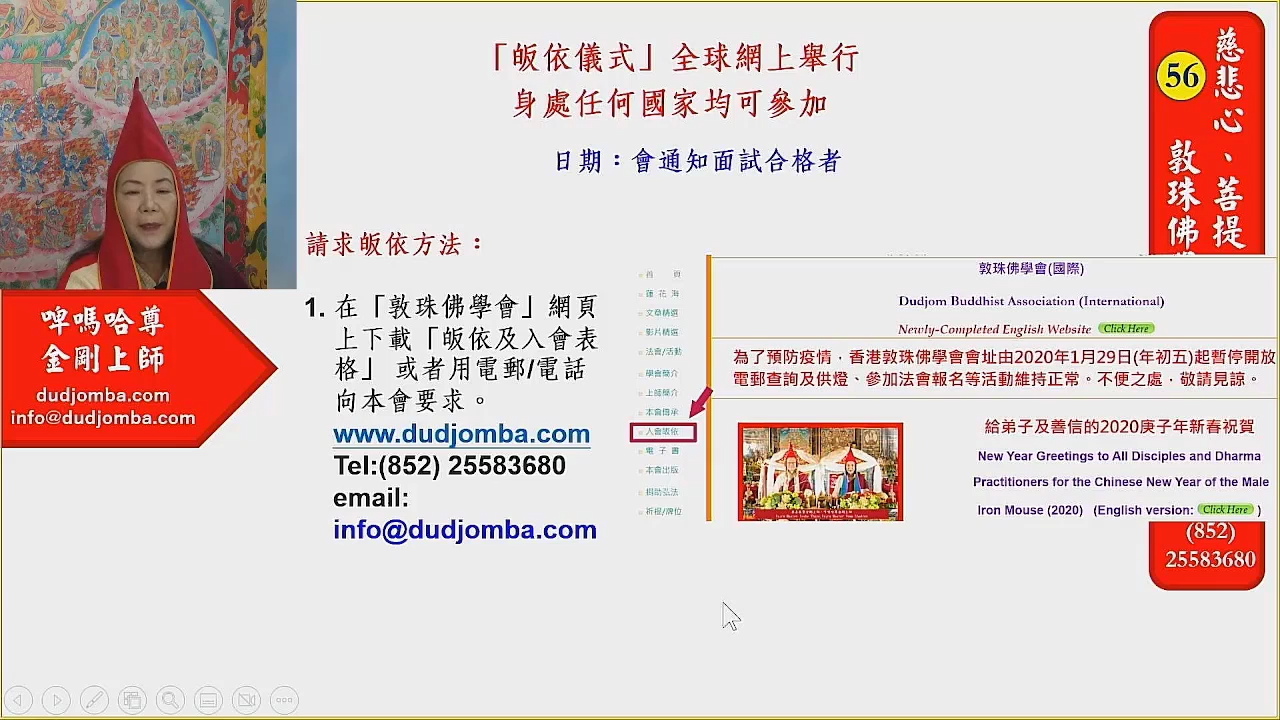 「皈依儀式」全球網上舉行
身處任何國家均可參加
日期：會通知面試合格者
請求皈依方法：
1. 在「敦珠佛學會」網頁
上下載「皈依及入會表
格」 或者用電郵/電話
向本會要求。
www.dudjomba.com
Tel:(852) 25583680
email:
info@dudjomba.com
啤嗎哈尊
金剛上師
dudjomba.com
info@dudjomba.com
首 頁
蓮 花 海
文章精選
影片精選
法會/活動
學會簡介
上師簡介
本會傳承
入會皈依
電 子 書
本會出版
捐助弘法
祈禱/牌位
敦珠佛學會(國際)
Dudjom Buddhist Association (International)
Newly-Completed English Website Click Here
為了預防疫情，香港敦珠佛學會會址由2020年1月29日(年初五)起暫停開放
電郵查詢及供燈、參加法會報名等活動維持正常。不便之處，敬請見諒。
給弟子及善信的2020庚子年新春祝賀
New Year Greetings to All Disciples and Dharma
Practitioners for the Chinese New Year of the Male
Iron Mouse (2020) (English version: Click Here )
56
慈悲心、菩提
敦珠佛
(852)
25583680